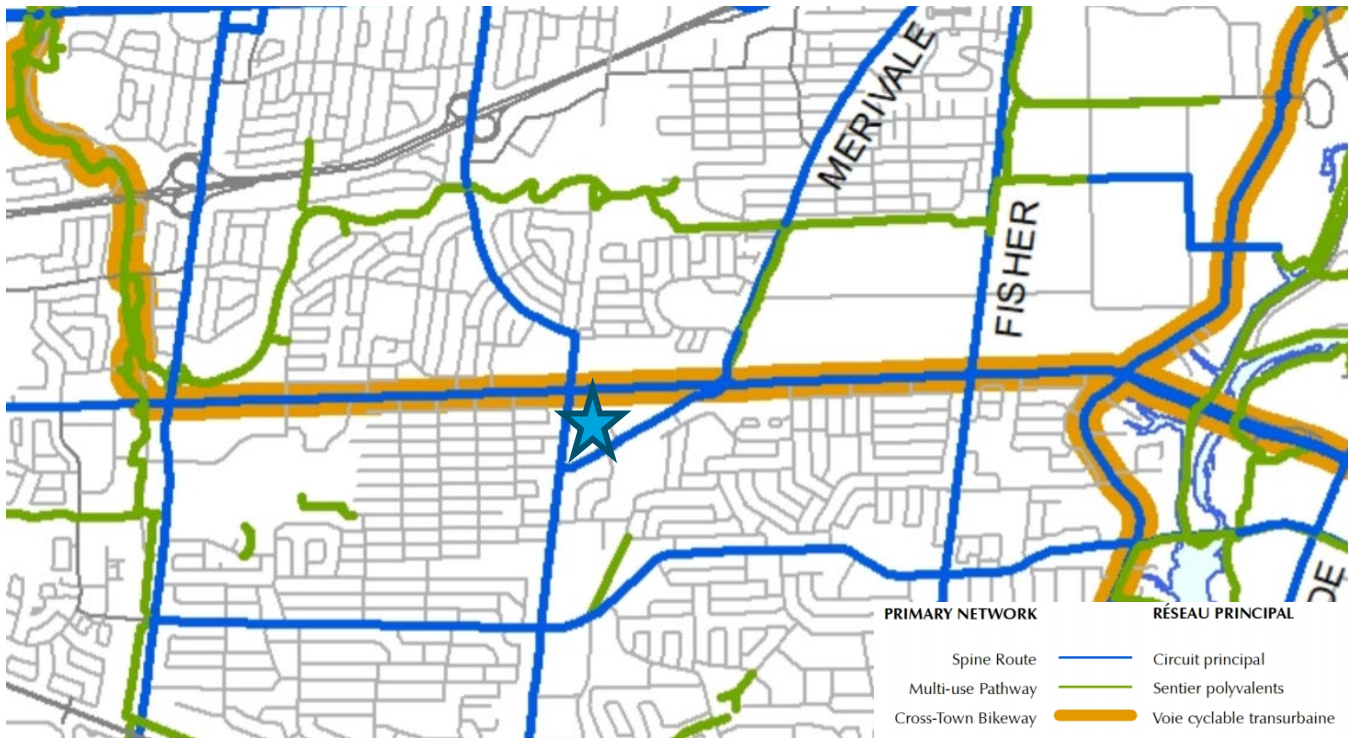 MERIVALE
FISHER
DE
PRIMARY NETWORK RÉSEAU PRINCIPAL
Spine Route Circuit principal
Multi-use Pathway Sentier polyvalents
Cross-Town Bikeway Voie cyclable transurbaine